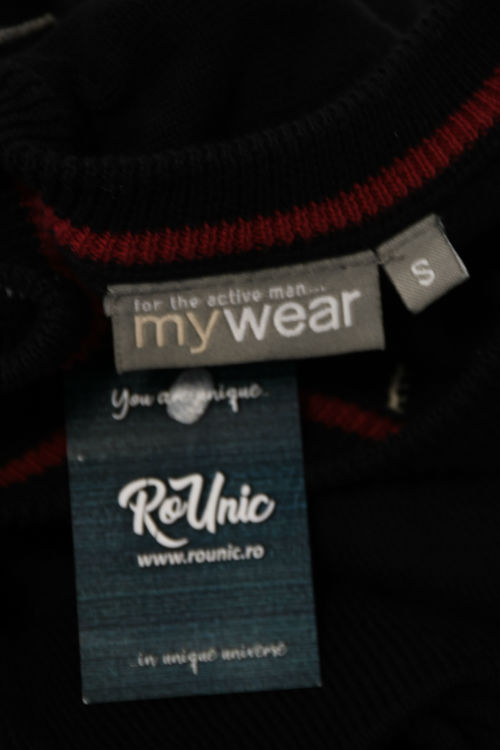 for the active man...
mywear
S
You are unique.
RoUnic
www.rounic.ro
...in unique universe